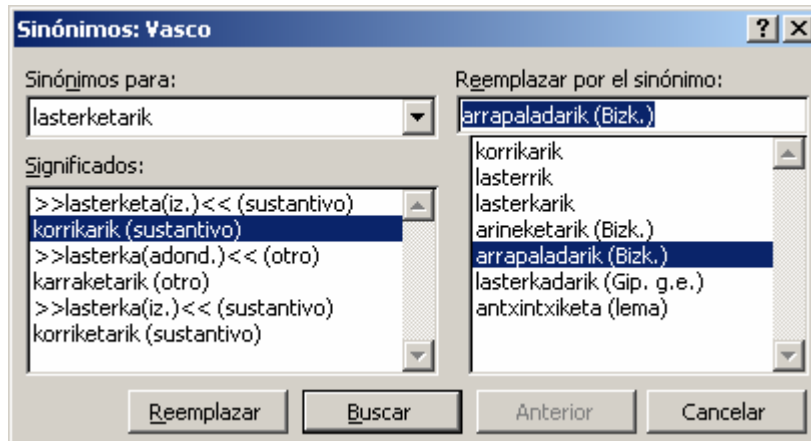 Sinónimos: Vasco
Sinónimos para:
lasterketarik
Significados:
>>lasterketa(iz.)<< (sustantivo)
korrikarik (sustantivo)
>>lasterka(adond.)<< (otro)
karraketarik (otro)
>>lasterka(iz.)<< (sustantivo)
korriketarik (sustantivo)
Reemplazar por el sinónimo:
arrapaladarik (Bizk.)
korrikarik
lasterrik
lasterkarik
arineketarik (Bizk.)
arrapaladarik (Bizk.)
lasterkadarik (Gip. g.e.)
antxintxiketa (lema)
Reemplazar
Buscar
Anterior
Cancelar